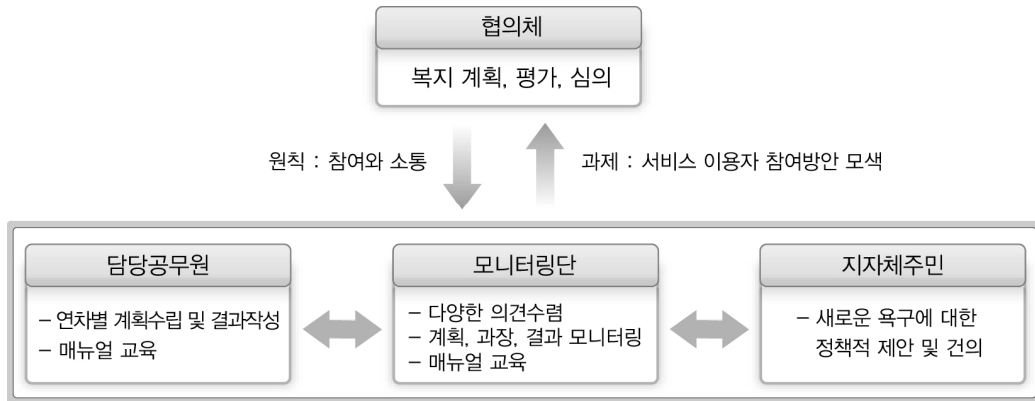 협의체
복지 계획, 평가, 심의
원칙 : 참여와 소통
과제 : 서비스 이용자 참여방안 모색
담당공무원
– 연차별 계획수립 및 결과작성
– 매뉴얼 교육
모니터링단
– 다양한 의견수렴
– 계획, 과장, 결과 모니터링
– 매뉴얼 교육
지자체주민
– 새로운 욕구에 대한
정책적 제안 및 건의